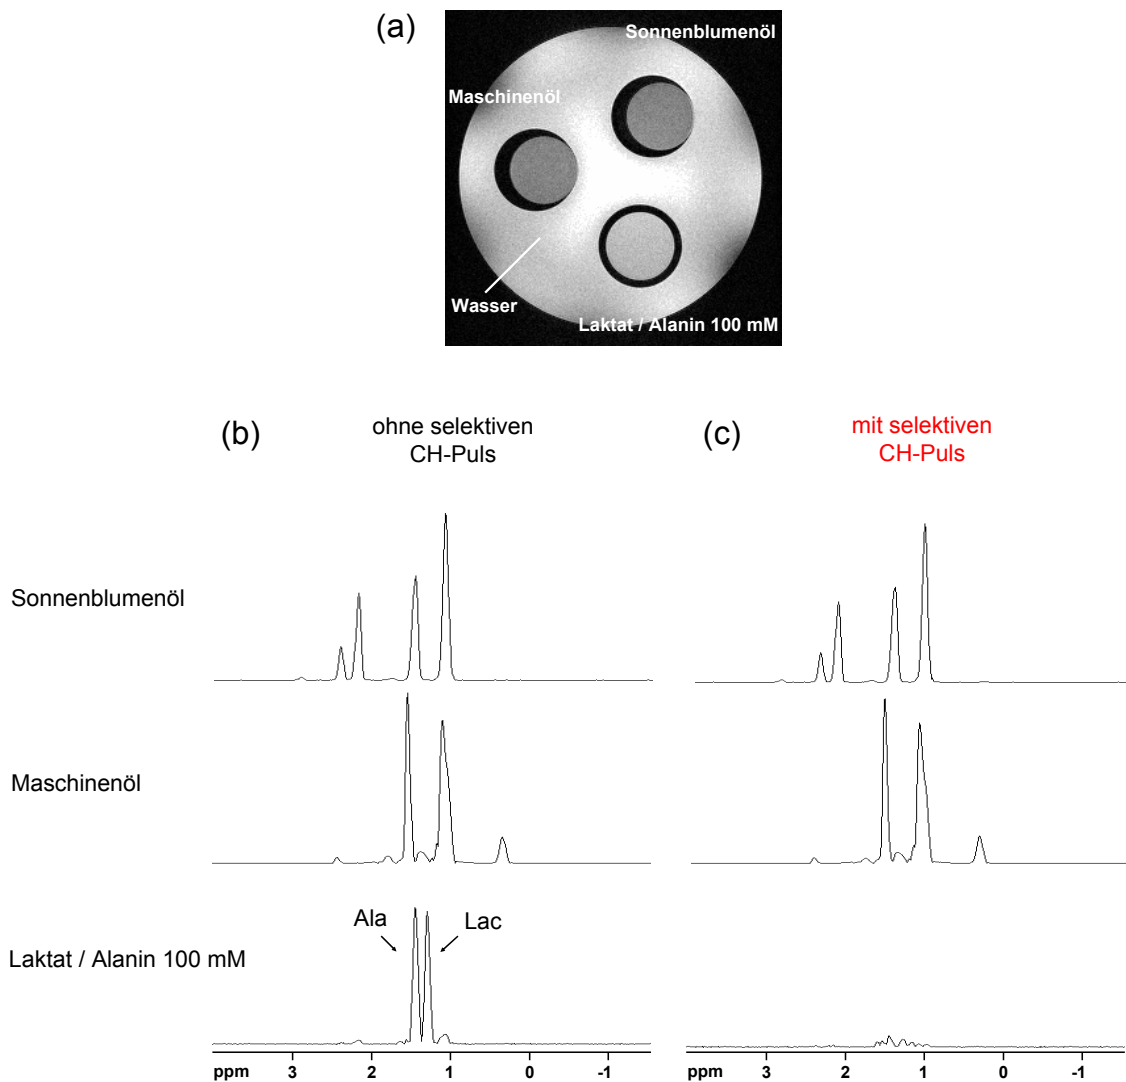 (a)
Sonnenblumenöl
Maschinenöl
Wasser
Laktat / Alanin 100 mM
(b)
ohne selektiven
CH-Puls
(c)
mit selektiven
CH-Puls
Sonnenblumenöl
Maschinenöl
Ala
Lac
Laktat / Alanin 100 mM
ppm 3 2 1 0 -1
ppm 3 2 1 0 -1